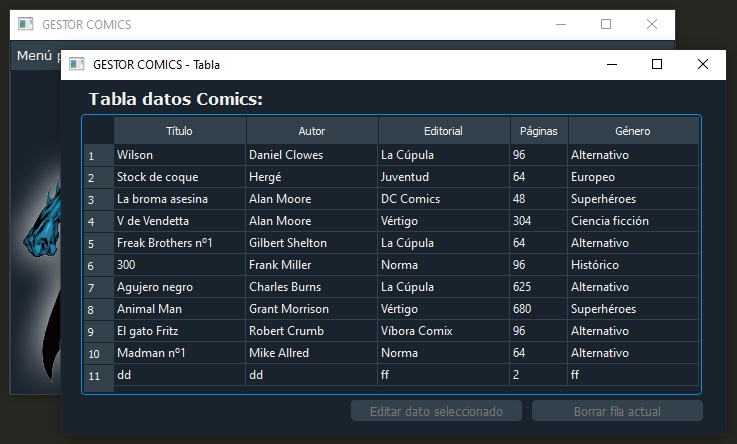 GESTOR COMICS
Menú p
GESTOR COMICS - Tabla
Tabla datos Comics:
Título Autor Editorial Páginas Género
1 Wilson Daniel Clowes La Cúpula 96 Alternativo
2 Stock de coque Hergé Juventud 64 Europeo
3 La broma asesina Alan Moore DC Comics 48 Superhéroes
4 V de Vendetta Alan Moore Vértigo 304 Ciencia ficción
5 Freak Brothers nº1 Gilbert Shelton La Cúpula 64 Alternativo
6 300 Frank Miller Norma 96 Histórico
7 Agujero negro Charles Burns La Cúpula 625 Alternativo
8 Animal Man Grant Morrison Vértigo 680 Superhéroes
9 El gato Fritz Robert Crumb Víbora Comix 96 Alternativo
10 Madman nº1 Mike Allred Norma 64 Alternativo
11 dd dd ff 2 ff
Editar dato seleccionado Borrar fila actual